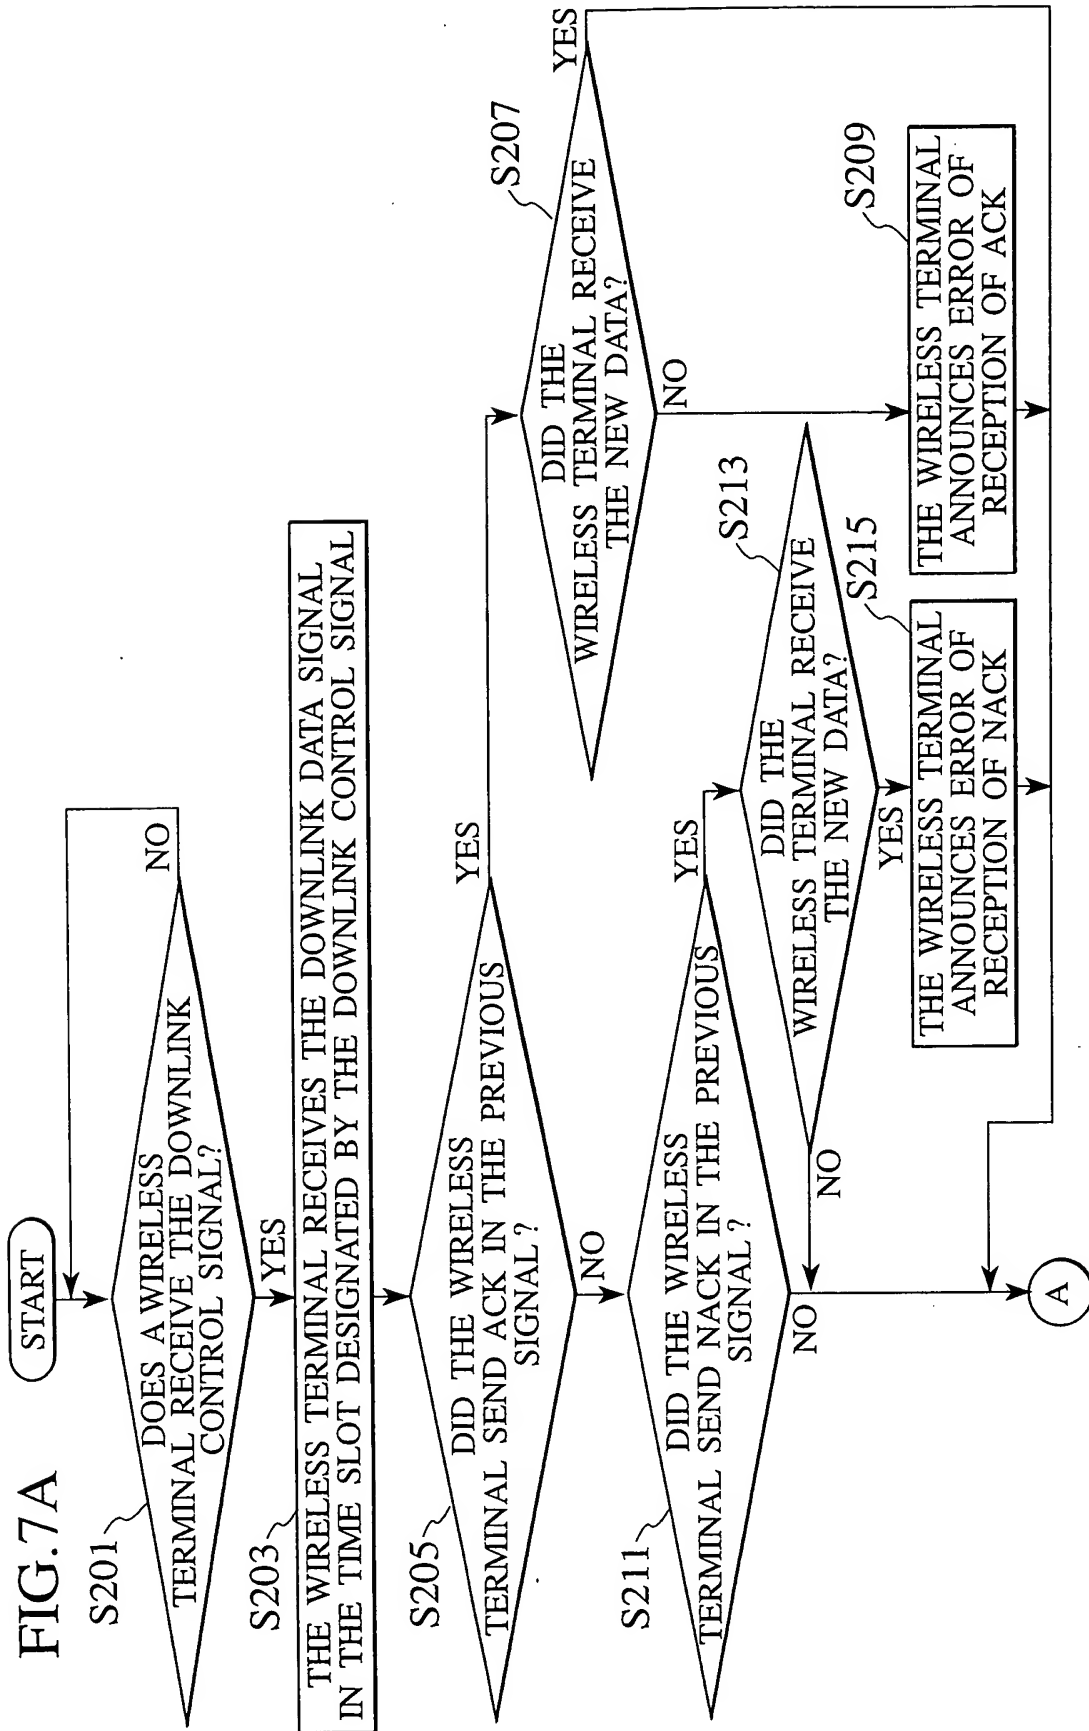 FIG.7A
START
S201
DOES A WIRELESS
TERMINAL RECEIVE THE DOWNLINK
CONTROL SIGNAL?
NO
YES
S203
THE WIRELESS TERMINAL RECEIVES THE DOWNLINK DATA SIGNAL
IN THE TIME SLOT DESIGNATED BY THE DOWNLINK CONTROL SIGNAL
S205
DID THE WIRELESS
TERMINAL SEND ACK IN THE PREVIOUS
SIGNAL?
YES
NO
S207
DID THE
WIRELESS TERMINAL RECEIVE
THE NEW DATA?
YES
NO
S211
DID THE WIRELESS
TERMINAL SEND NACK IN THE PREVIOUS
SIGNAL?
YES
NO
S213
DID THE
WIRELESS TERMINAL RECEIVE
THE NEW DATA?
NO
YES
S215
THE WIRELESS TERMINAL
ANNOUNCES ERROR OF
RECEPTION OF NACK
S209
THE WIRELESS TERMINAL
ANNOUNCES ERROR OF
RECEPTION OF ACK
A